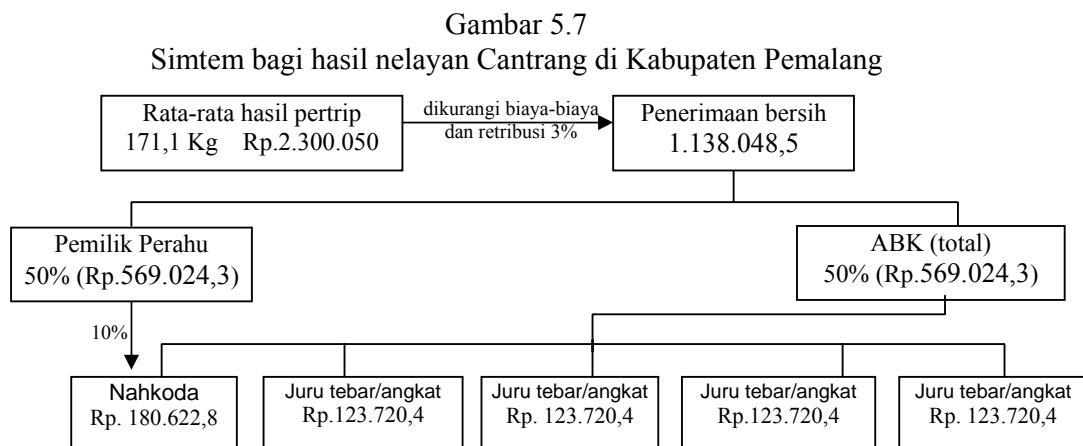 Gambar 5.7
Simtem bagi hasil nelayan Cantrang di Kabupaten Pemalang
Rata-rata hasil pertrip
171,1 Kg Rp.2.300.050
dikurangi biaya-biaya
dan retribusi 3%
Penerimaan bersih
1.138.048,5
Pemilik Perahu
50% (Rp.569.024,3)
ABK (total)
50% (Rp.569.024,3)
10%
Nahkoda
Rp. 180.622,8
Juru tebar/angkat
Rp.123.720,4
Juru tebar/angkat
Rp. 123.720,4
Juru tebar/angkat
Rp.123.720,4
Juru tebar/angkat
Rp. 123.720,4